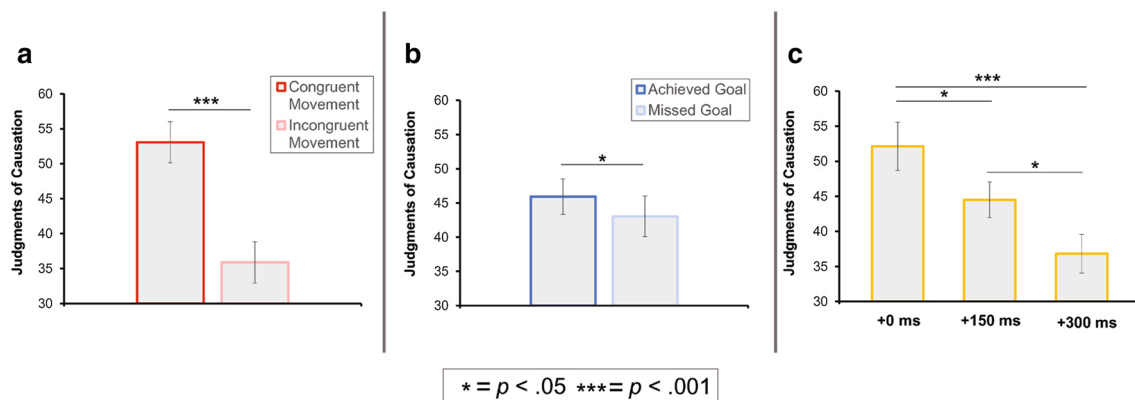 a
Judgments of Causation
60
55
50
45
40
35
30
***
Congruent
Movement
Incongruent
Movement
b
Judgments of Causation
60
55
50
45
40
35
30
*
Achieved Goal
Missed Goal
c
Judgments of Causation
60
55
50
45
40
35
30
***
*
*
+0 ms +150 ms +300 ms
* = p < .05 ***= p < .001